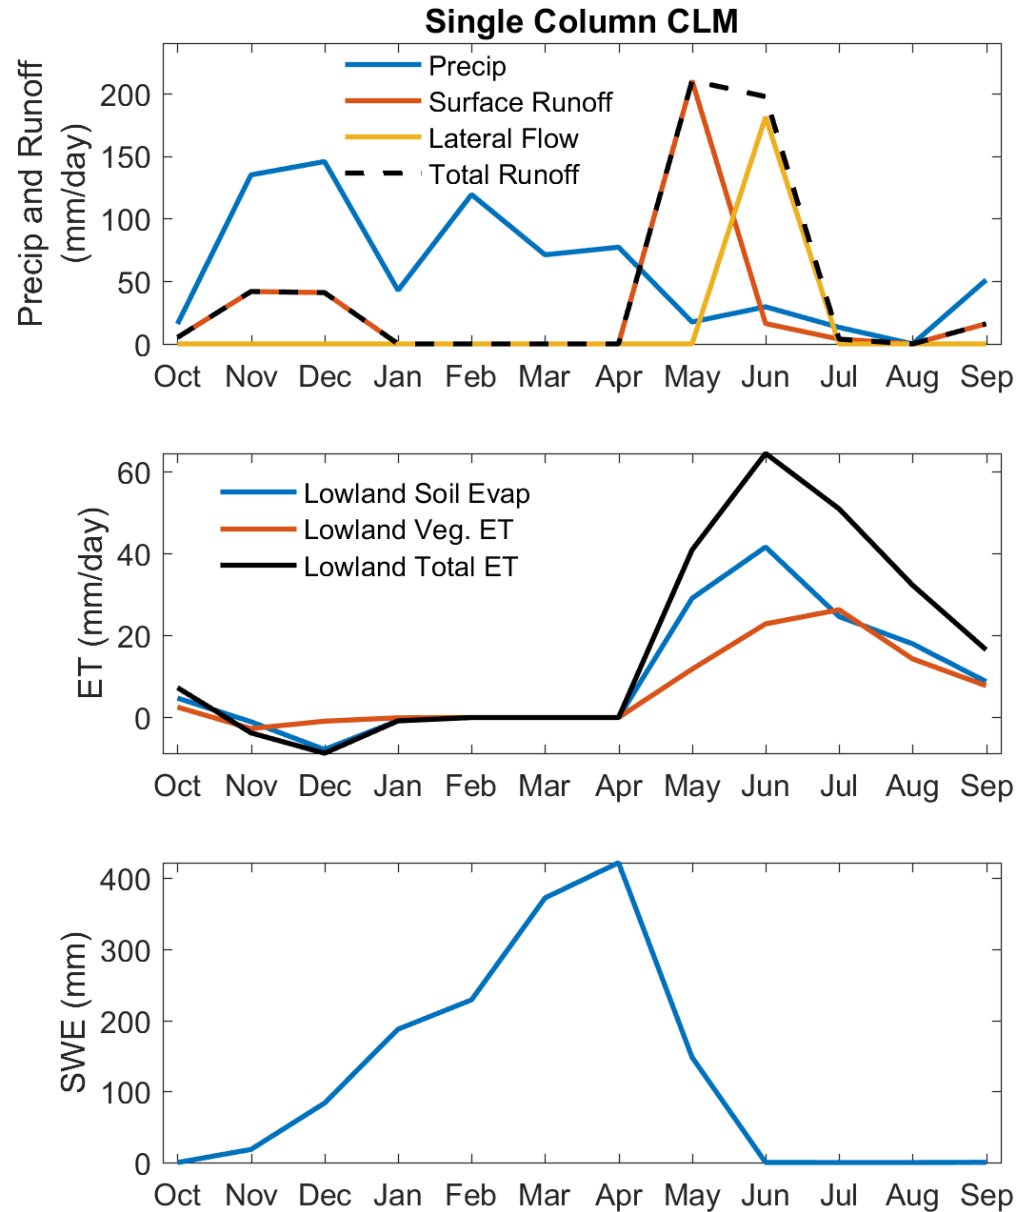 Single Column CLM
Precip and Runoff
(mm/day)
200
150
100
50
0
Precip
Surface Runoff
Lateral Flow
Total Runoff
Oct Nov Dec Jan Feb Mar Apr May Jun Jul Aug Sep
ET (mm/day)
60
40
20
0
Lowland Soil Evap
Lowland Veg. ET
Lowland Total ET
Oct Nov Dec Jan Feb Mar Apr May Jun Jul Aug Sep
SWE (mm)
400
300
200
100
0
Oct Nov Dec Jan Feb Mar Apr May Jun Jul Aug Sep